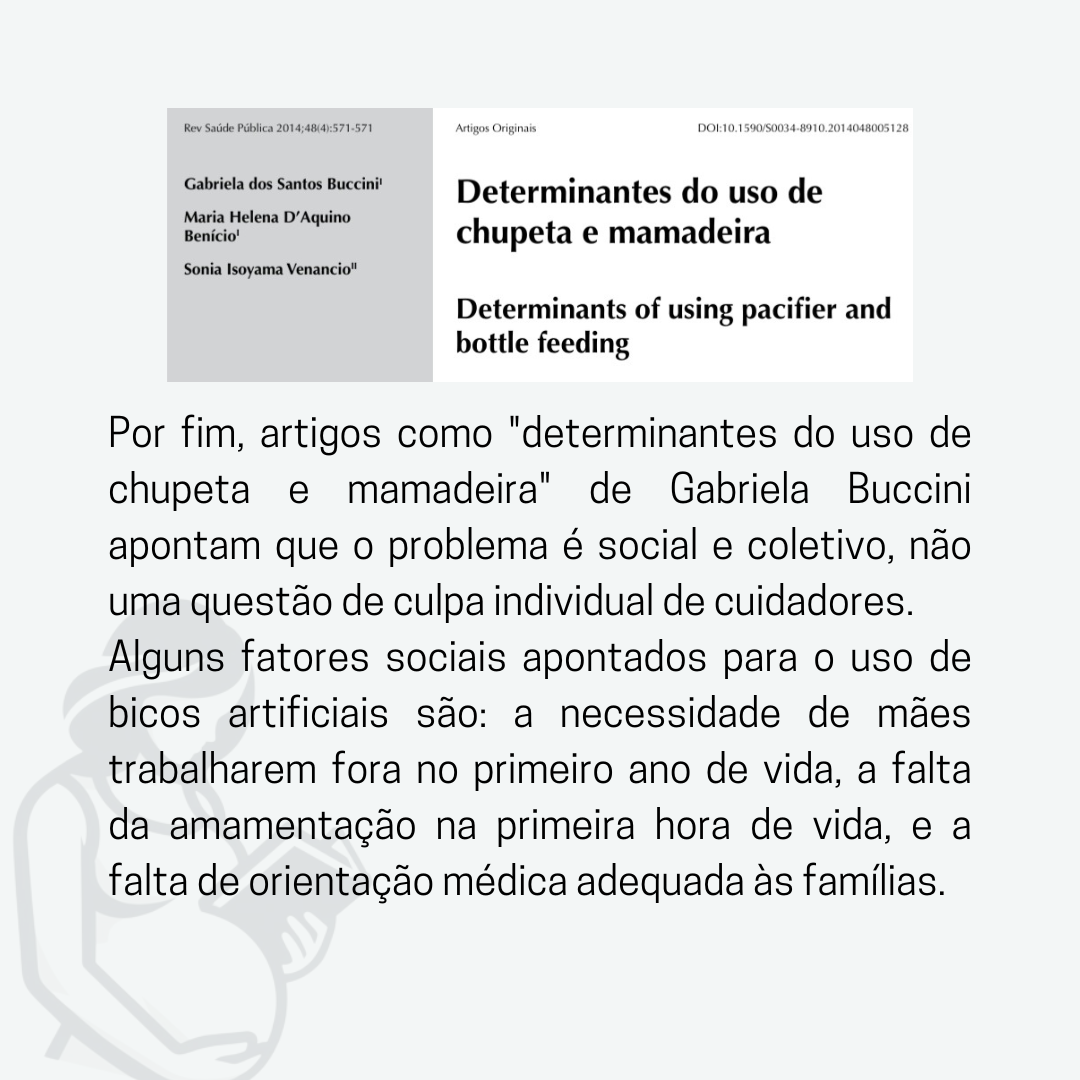 Rev Saúde Pública 2014;48(4):571-571
Artigos Originais
DOI:10.1590/S0034-8910.2014048005128
Gabriela dos Santos Bucciniᴵ
Maria Helena D’Aquino
Benícioᴵ
Sonia Isoyama Venancioᴵᴵ
Determinantes do uso de
chupeta e mamadeira
Determinants of using pacifier and
bottle feeding
Por fim, artigos como "determinantes do uso de
chupeta e mamadeira" de Gabriela Buccini
apontam que o problema é social e coletivo, não
uma questão de culpa individual de cuidadores.
Alguns fatores sociais apontados para o uso de
bicos artificiais são: a necessidade de mães
trabalharem fora no primeiro ano de vida, a falta
da amamentação na primeira hora de vida, e a
falta de orientação médica adequada às famílias.